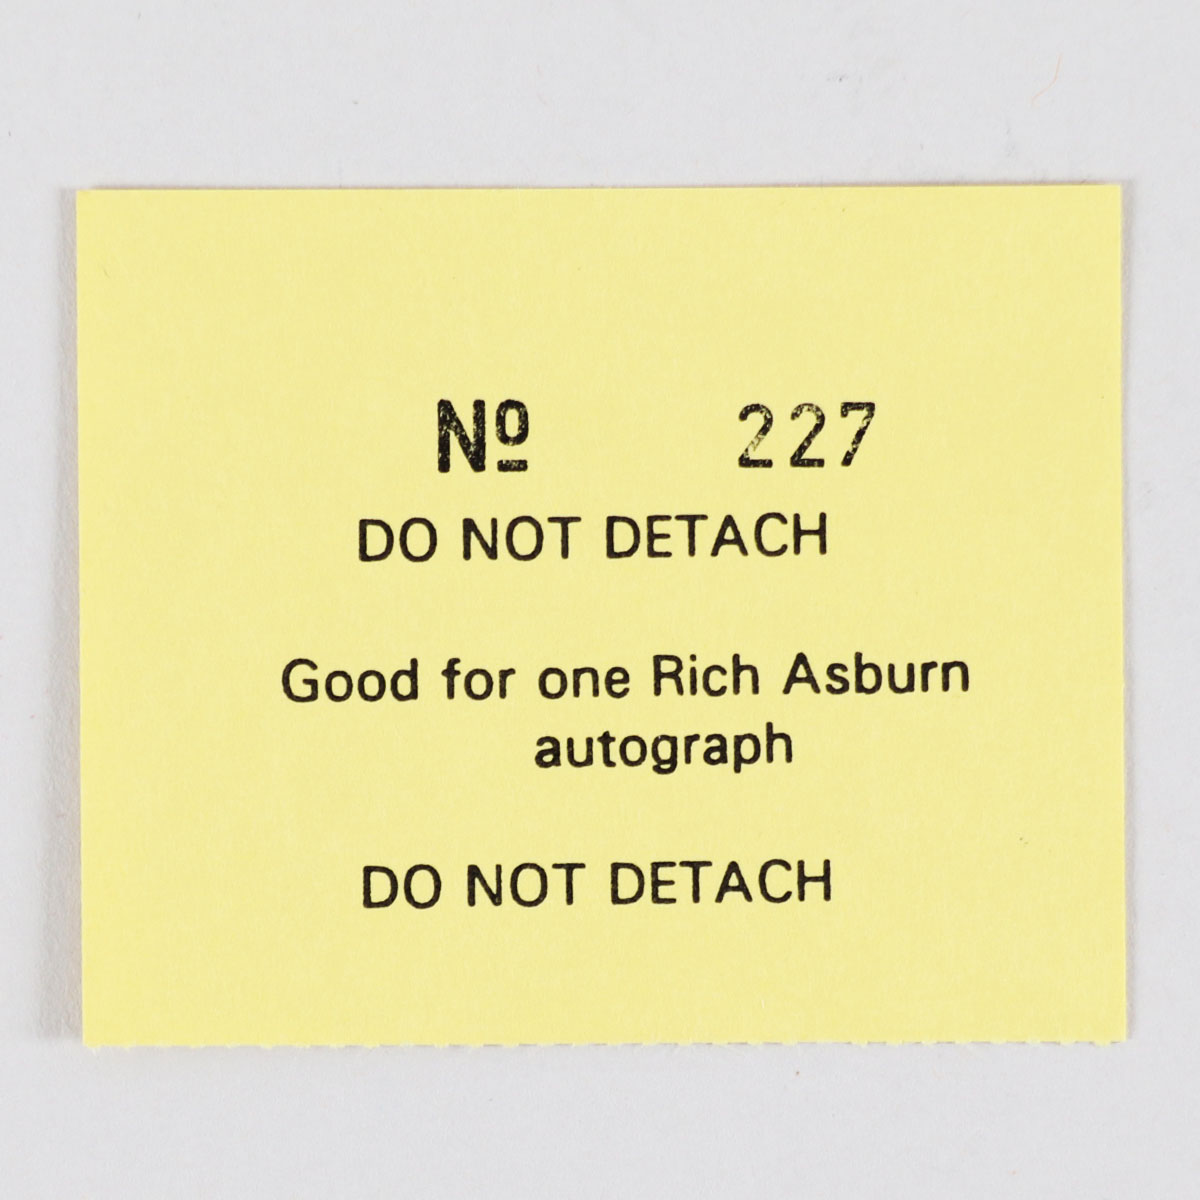 Nº 227
DO NOT DETACH
Good for one Rich Asburn
autograph
DO NOT DETACH